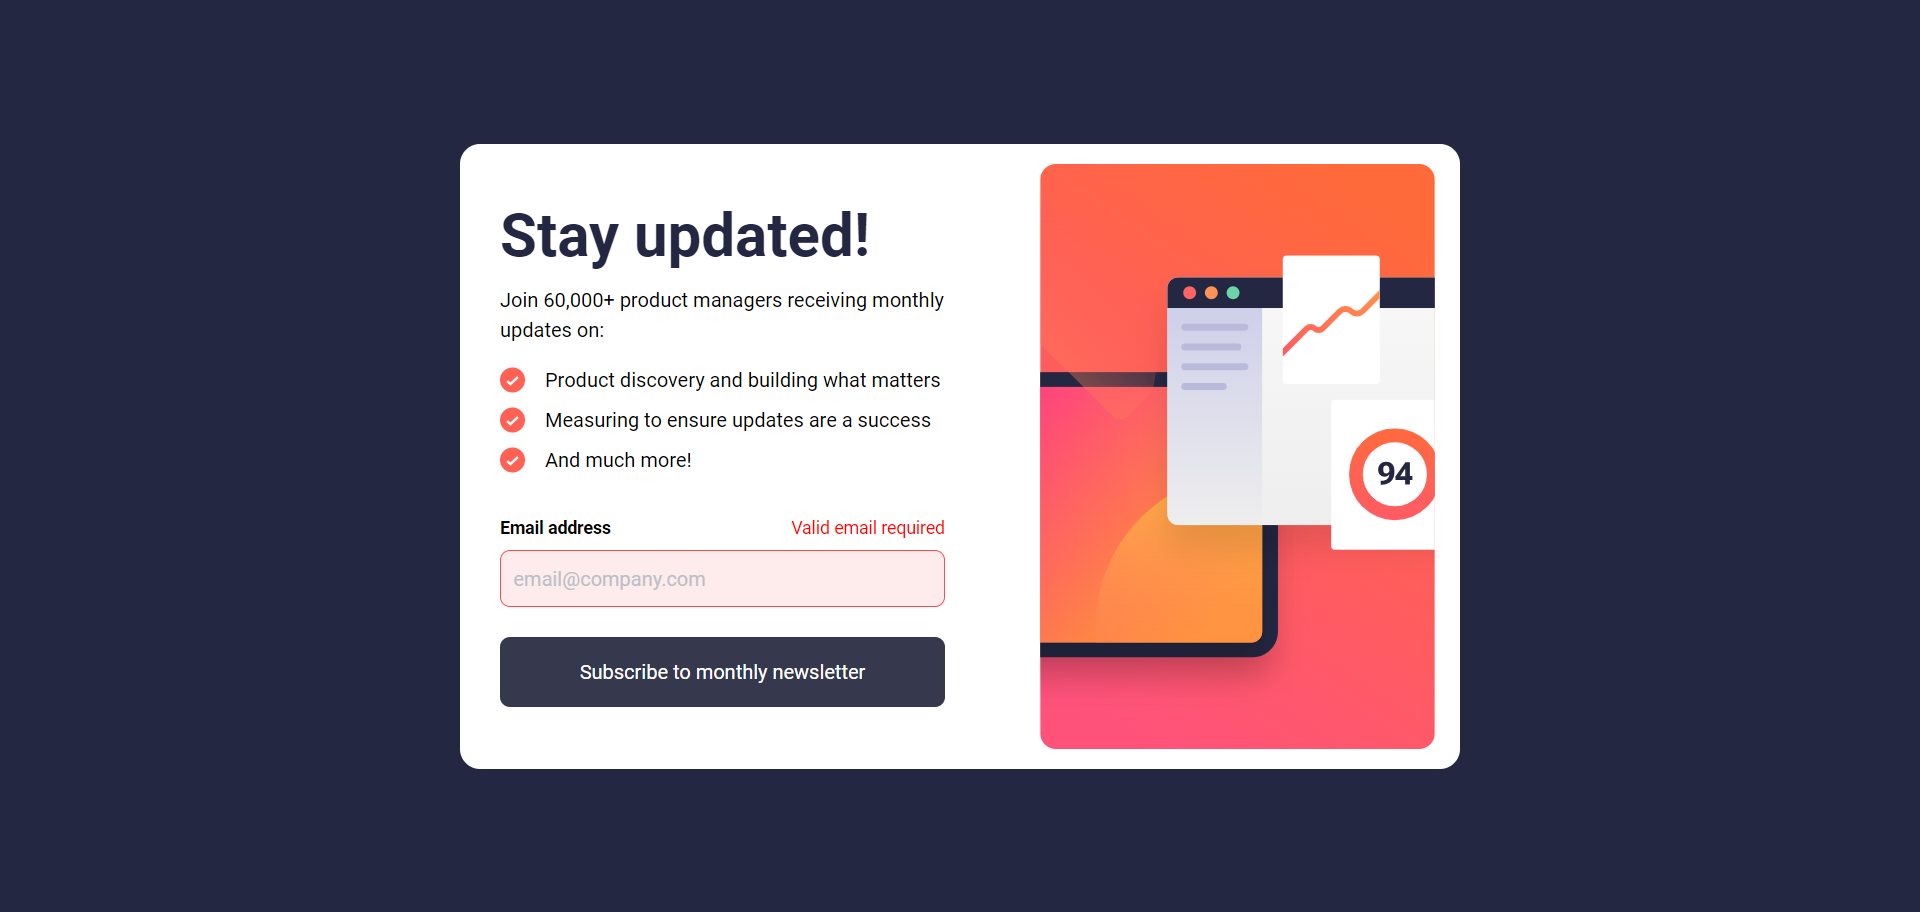 Stay updated!
Join 60,000+ product managers receiving monthly
updates on:
Product discovery and building what matters
Measuring to ensure updates are a success
And much more!
Email address
Valid email required
email@company.com
Subscribe to monthly newsletter
94